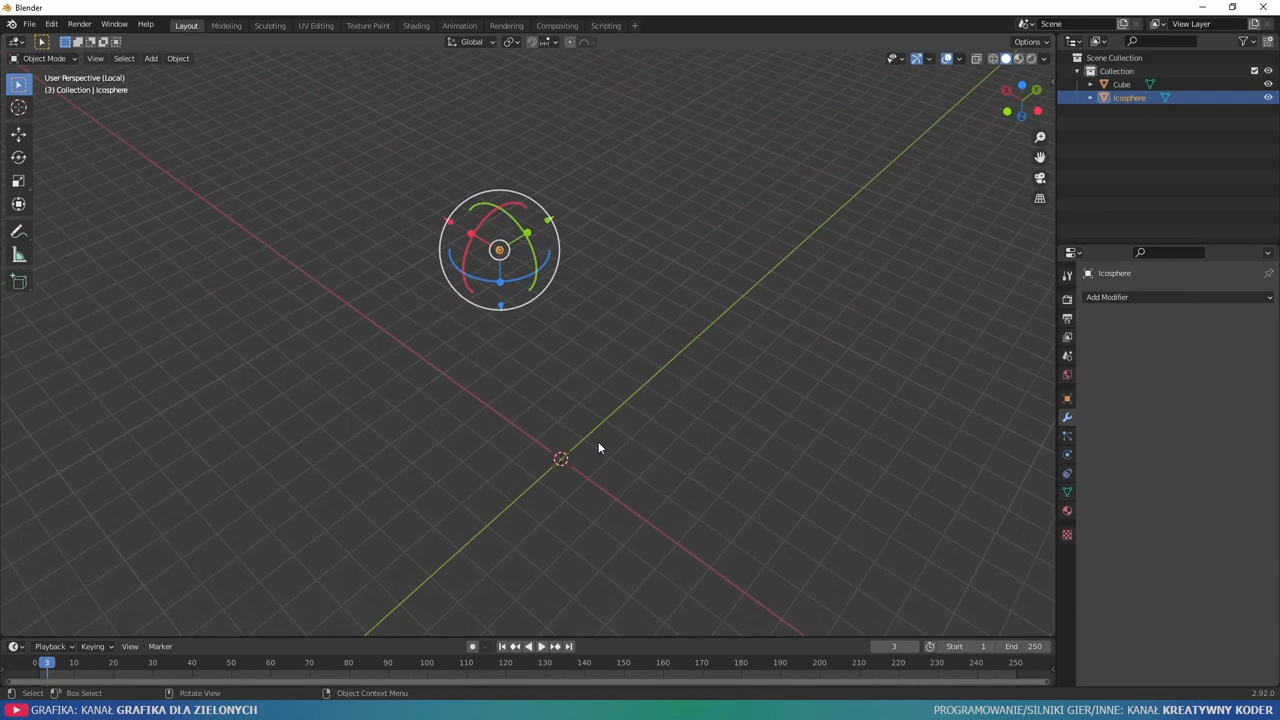 Blender
File Edit Render Window Help Layout Modeling Sculpting UV Editing Texture Paint Shading Animation Rendering Compositing Scripting + Scene View Layer
Global Options
Object Mode View Select Add Object
User Perspective (Local)
(3) Collection | Icosphere
X Y Z
Scene Collection
Collection
Cube
Icosphere
Icosphere
Add Modifier
Playback Keying View Marker 3 Start 1 End 250
0 3 10 20 30 40 50 60 70 80 90 100 110 120 130 140 150 160 170 180 190 200 210 220 230 240 250
Select Box Select Rotate View Object Context Menu 2.92.0
GRAFIKA: KANAŁ GRAFIKA DLA ZIELONYCH PROGRAMOWANIE/SILNIKI GIER/INNE: KANAŁ KREATYWNY KODER